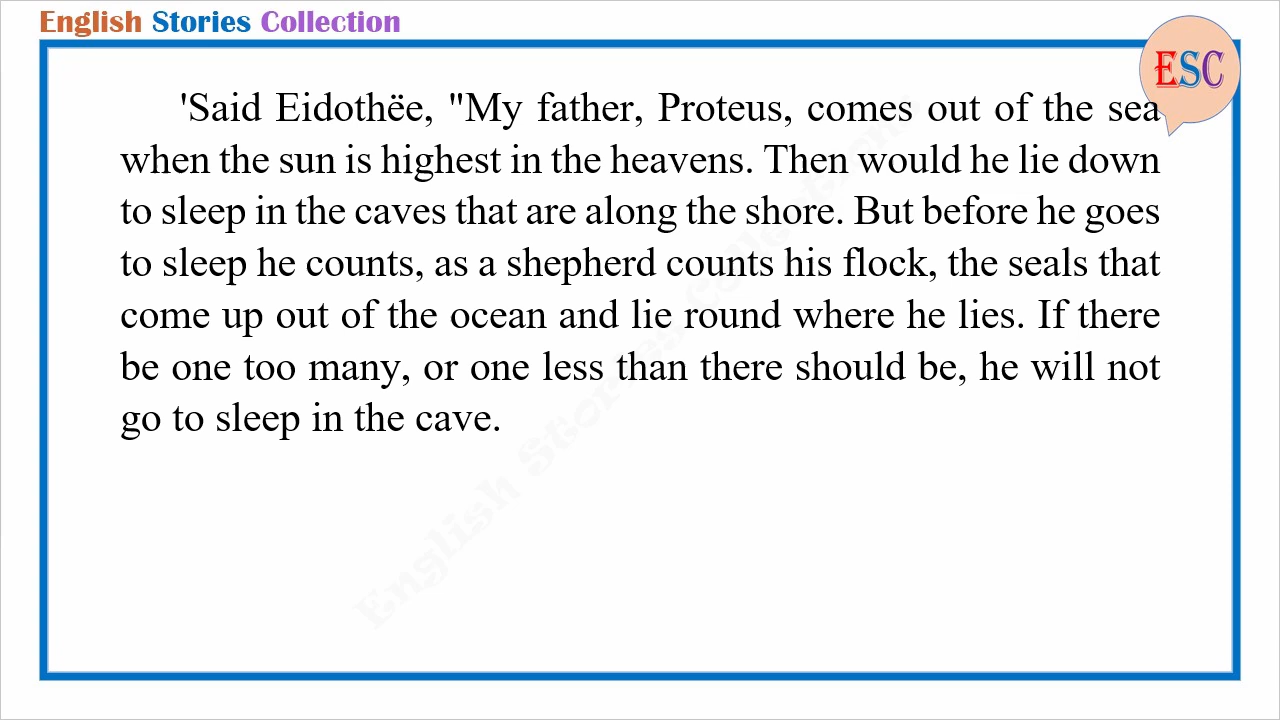 English Stories Collection
ESC
'Said Eidothëe, "My father, Proteus, comes out of the sea
when the sun is highest in the heavens. Then would he lie down
to sleep in the caves that are along the shore. But before he goes
to sleep he counts, as a shepherd counts his flock, the seals that
come up out of the ocean and lie round where he lies. If there
be one too many, or one less than there should be, he will not
go to sleep in the cave.
English Stories Collection